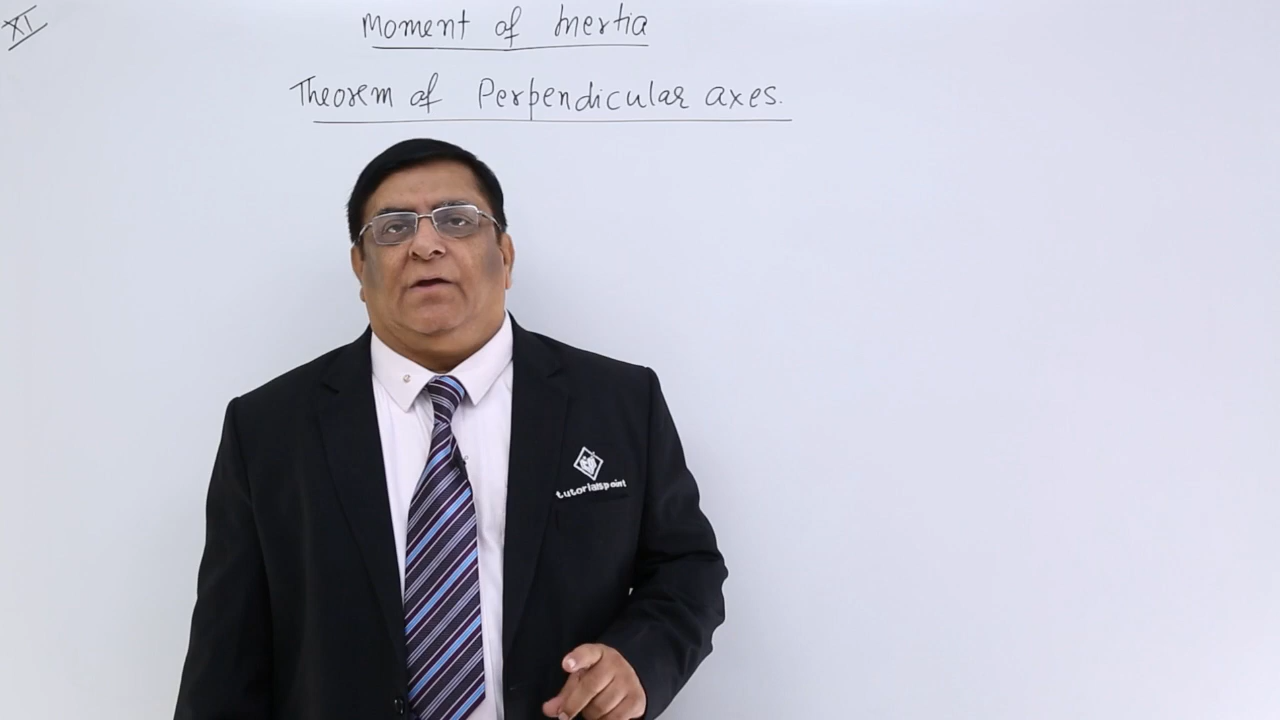 XI
Moment of Inertia
Theorem of Perpendicular axes.
tutorialspoint